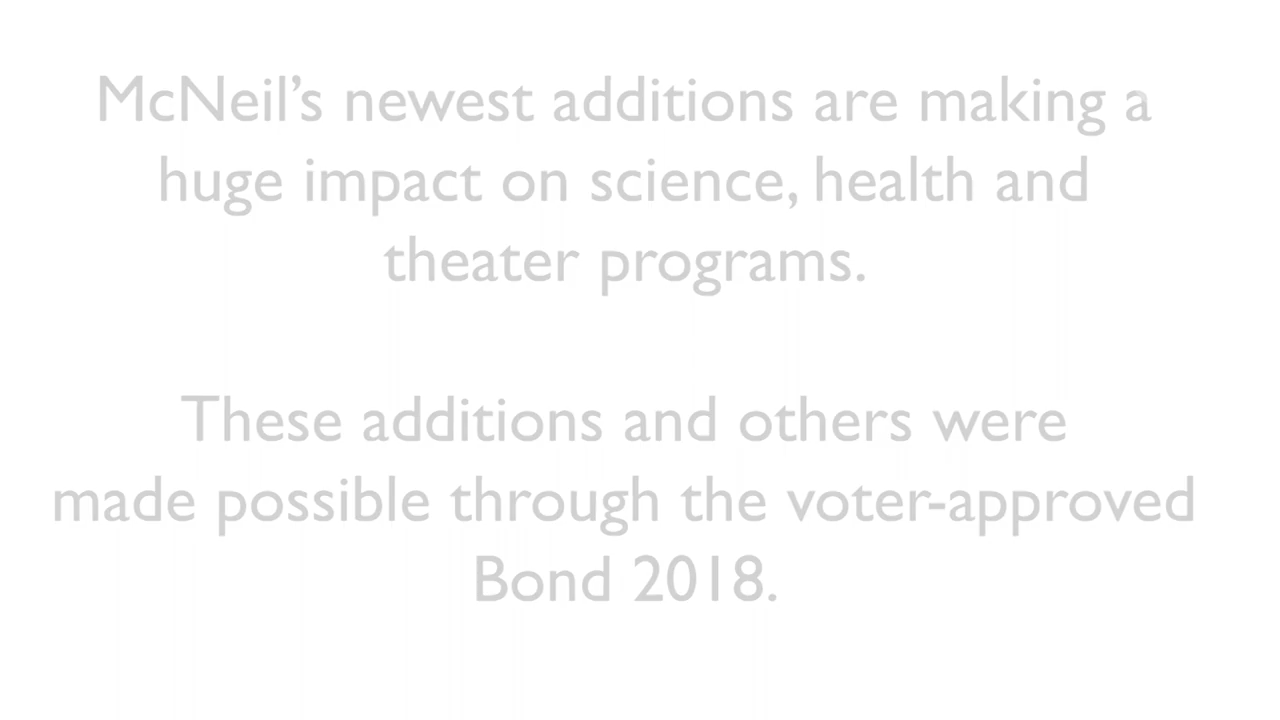 McNeil’s newest additions are making a
huge impact on science, health and
theater programs.
These additions and others were
made possible through the voter-approved
Bond 2018.